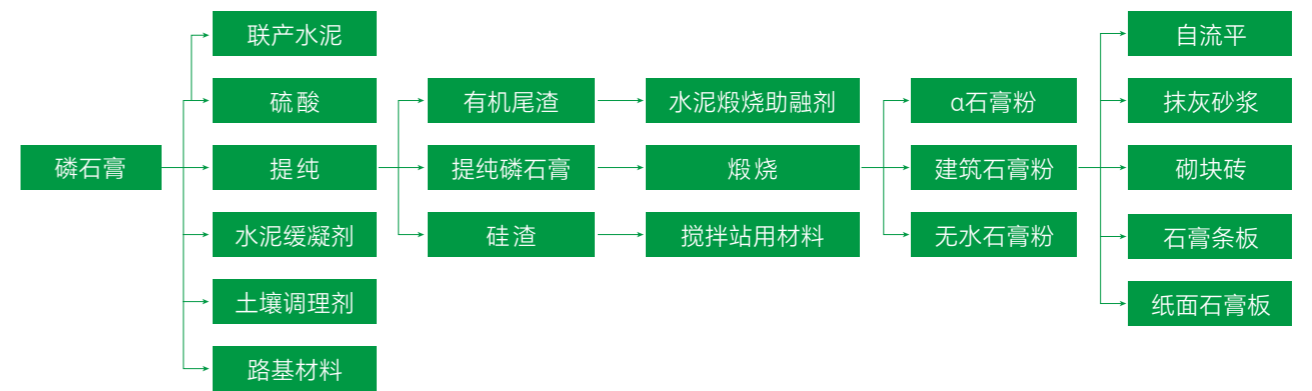 磷石膏
联产水泥
硫酸
提纯
水泥缓凝剂
土壤调理剂
路基材料
有机尾渣
提纯磷石膏
硅渣
水泥煅烧助融剂
煅烧
搅拌站用材料
α石膏粉
建筑石膏粉
无水石膏粉
自流平
抹灰砂浆
砌块砖
石膏条板
纸面石膏板